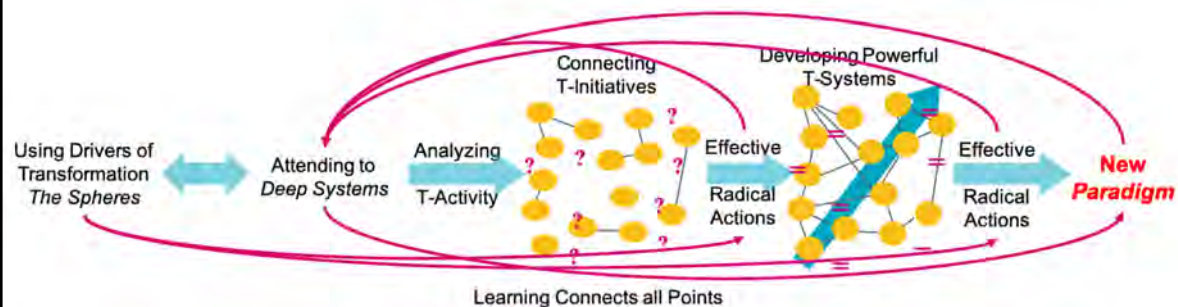 Using Drivers of
Transformation
The Spheres
Attending to
Deep Systems
Analyzing
T-Activity
Connecting
T-Initiatives
?
?
?
?
?
?
?
?
Effective
Radical
Actions
Developing Powerful
T-Systems
=
=
=
=
=
=
=
Effective
Radical
Actions
New
Paradigm
Learning Connects all Points